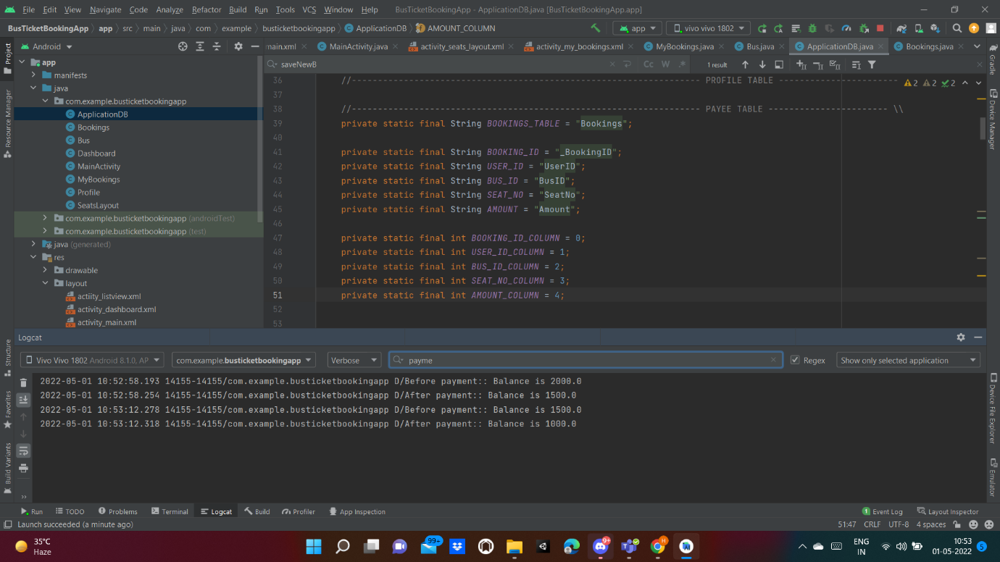 File Edit View Navigate Code Analyze Refactor Build Run Tools VCS Window Help BusTicketBookingApp - ApplicationDB.java [BusTicketBookingApp.app]
BusTicketBookingApp app src main java com example busticketbookingapp ApplicationDB AMOUNT_COLUMN app vivo vivo 1802
Android main.xml MainActivity.java activity_seats_layout.xml activity_my_bookings.xml MyBookings.java Bus.java ApplicationDB.java Bookings.java
saveNewB Cc W .* 1 result
Project
Resource Manager
Structure
Favorites
Build Variants
app
manifests
java
com.example.busticketbookingapp
ApplicationDB
Bookings
Bus
Dashboard
MainActivity
MyBookings
Profile
SeatsLayout
com.example.busticketbookingapp (androidTest)
com.example.busticketbookingapp (test)
java (generated)
res
drawable
layout
actiity_listview.xml
activity_dashboard.xml
activity_main.xml
36 //------------------------------------------------------------------- PROFILE TABLE -------------------------
2 2 2
37
38 //------------------------------------------------------------------- PAYEE TABLE ----------------------- \\
39 private static final String BOOKINGS_TABLE = "Bookings";
40
41 private static final String BOOKING_ID = "_BookingID";
42 private static final String USER_ID = "UserID";
43 private static final String BUS_ID = "BusID";
44 private static final String SEAT_NO = "SeatNo";
45 private static final String AMOUNT = "Amount";
46
47 private static final int BOOKING_ID_COLUMN = 0;
48 private static final int USER_ID_COLUMN = 1;
49 private static final int BUS_ID_COLUMN = 2;
50 private static final int SEAT_NO_COLUMN = 3;
51 private static final int AMOUNT_COLUMN = 4;
52
53
Gradle
Device Manager
Device File Explorer
Emulator
Logcat
Vivo Vivo 1802 Android 8.1.0, AP com.example.busticketbookingapp Verbose payme Regex Show only selected application
2022-05-01 10:52:58.193 14155-14155/com.example.busticketbookingapp D/Before payment:: Balance is 2000.0
2022-05-01 10:52:58.254 14155-14155/com.example.busticketbookingapp D/After payment:: Balance is 1500.0
2022-05-01 10:53:12.278 14155-14155/com.example.busticketbookingapp D/Before payment:: Balance is 1500.0
2022-05-01 10:53:12.318 14155-14155/com.example.busticketbookingapp D/After payment:: Balance is 1000.0
Run TODO Problems Terminal Logcat Build Profiler App Inspection 1 Event Log Layout Inspector
Launch succeeded (a minute ago) 51:47 CRLF UTF-8 4 spaces
35°C
Haze
99+
9+
H
ENG
IN
10:53
01-05-2022
5